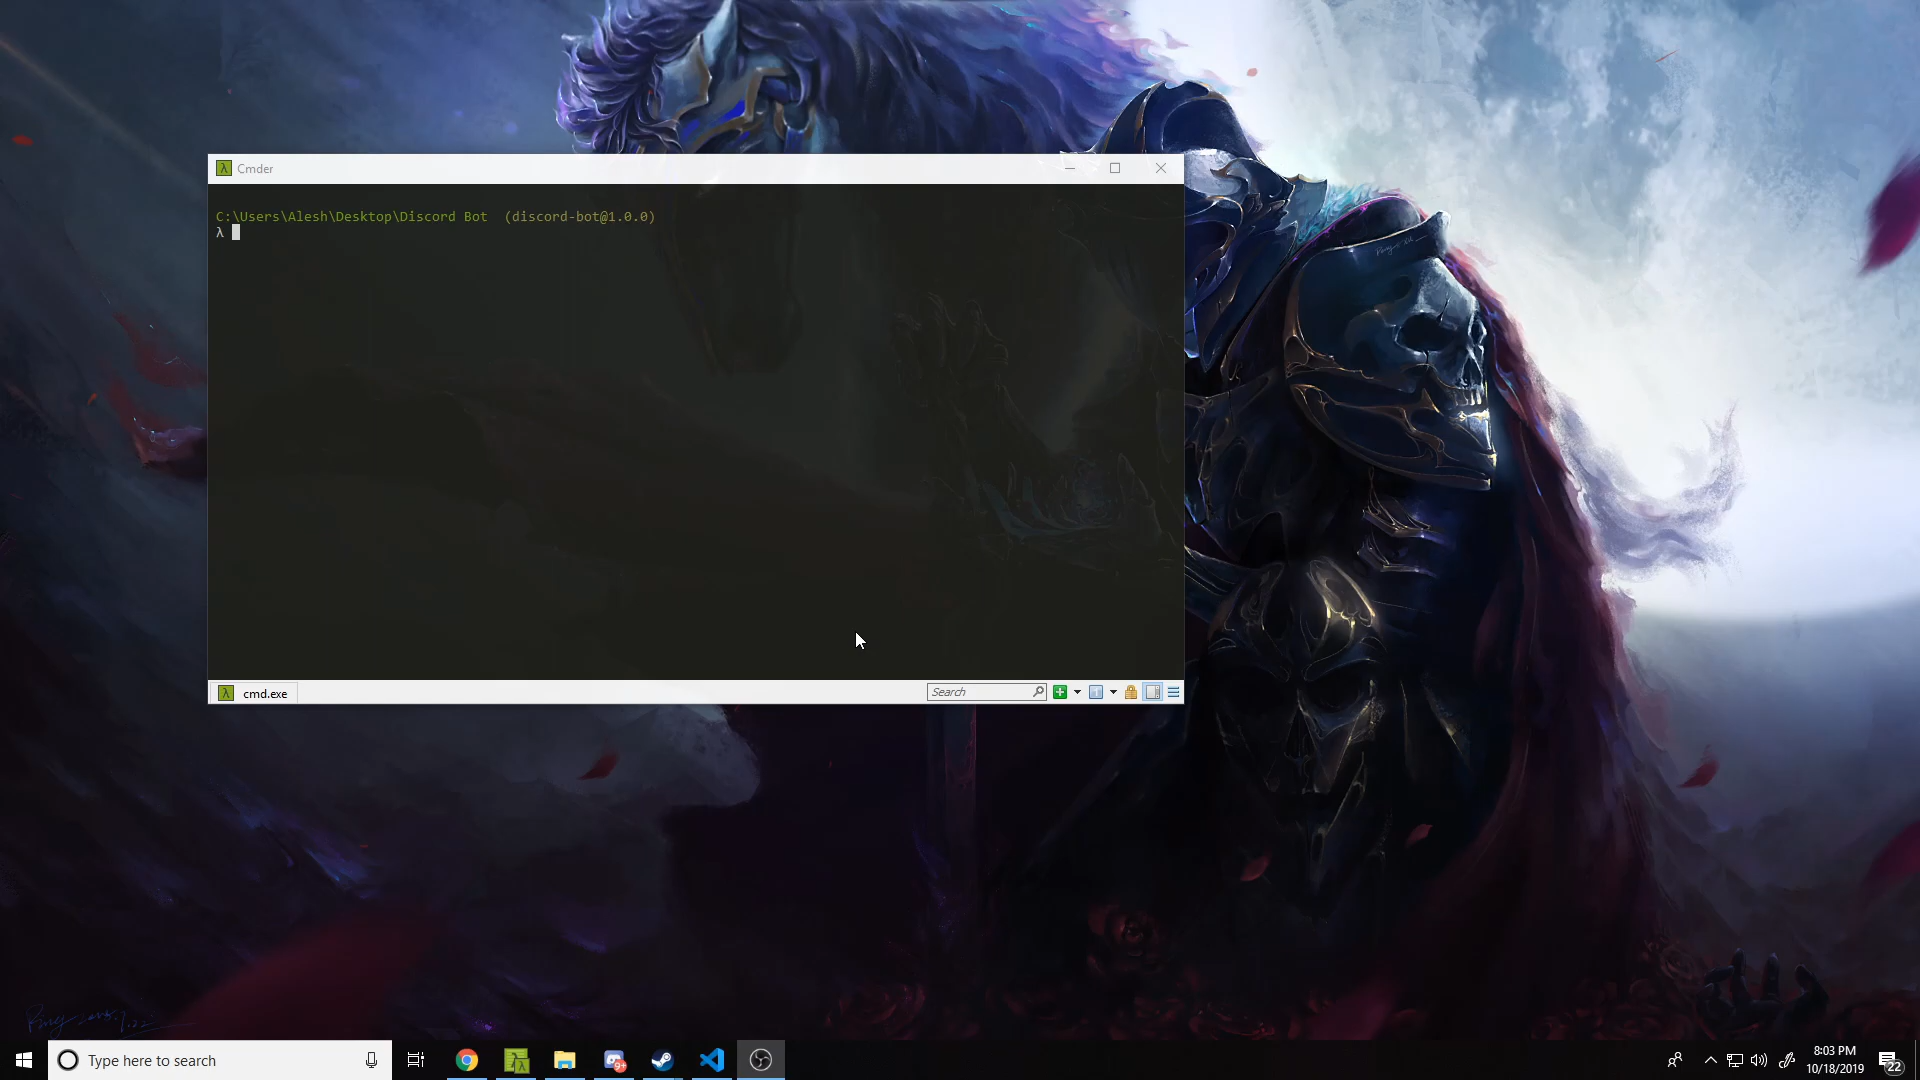 Cmder
C:\Users\Alesh\Desktop\Discord Bot (discord-bot@1.0.0)
λ
cmd.exe
Search
Type here to search
9+
8:03 PM
10/18/2019
22